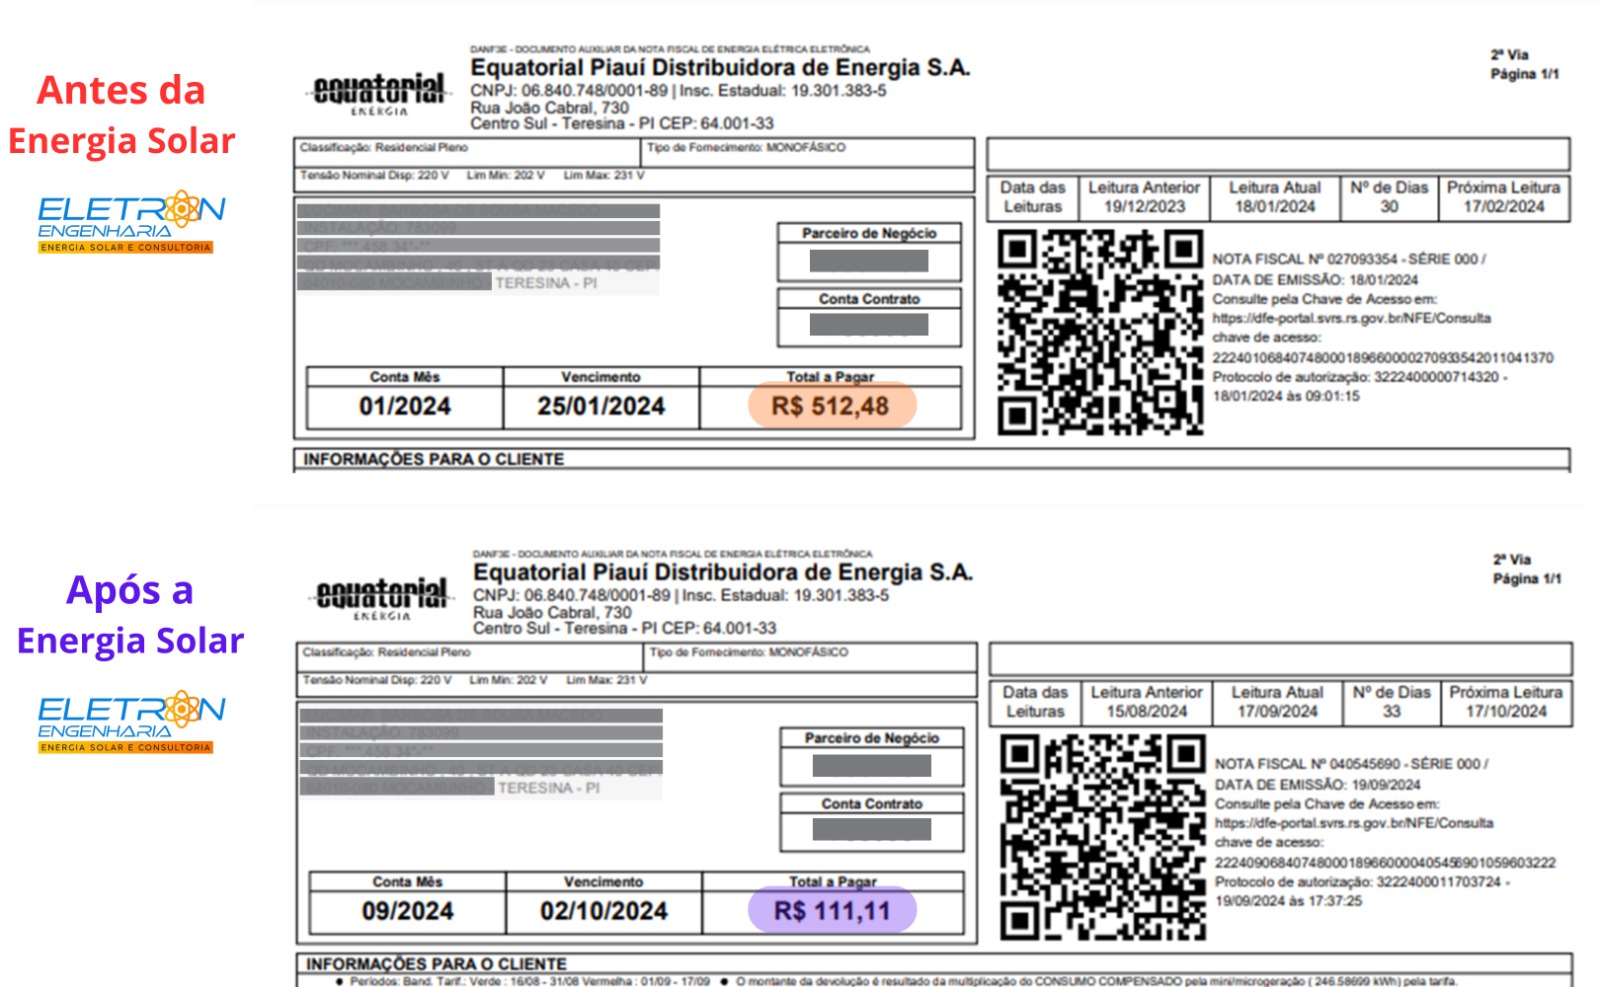 Antes da
Energia Solar
ELETRON
ENGENHARIA
ENERGIA SOLAR E CONSULTORIA
equatorial
ENERGIA
DANF3E - DOCUMENTO AUXILIAR DA NOTA FISCAL DE ENERGIA ELÉTRICA ELETRÔNICA
Equatorial Piauí Distribuidora de Energia S.A.
CNPJ: 06.840.748/0001-89 | Insc. Estadual: 19.301.383-5
Rua João Cabral, 730
Centro Sul - Teresina - PI CEP: 64.001-33
2ª Via
Página 1/1
Classificação: Residencial Pleno
Tipo de Fornecimento: MONOFÁSICO
Tensão Nominal Disp: 220 V Lim Min: 202 V Lim Max: 231 V
TERESINA - PI
Parceiro de Negócio
Conta Contrato
Conta Mês
01/2024
Vencimento
25/01/2024
Total a Pagar
R$ 512,48
Data das Leituras
Leitura Anterior
19/12/2023
Leitura Atual
18/01/2024
Nº de Dias
30
Próxima Leitura
17/02/2024
NOTA FISCAL Nº 027093354 - SÉRIE 000 /
DATA DE EMISSÃO: 18/01/2024
Consulte pela Chave de Acesso em:
https://dfe-portal.svrs.rs.gov.br/NFE/Consulta
chave de acesso:
22240106840748000189660000270933542011041370
Protocolo de autorização: 3222400000714320 -
18/01/2024 às 09:01:15
INFORMAÇÕES PARA O CLIENTE
Após a
Energia Solar
ELETRON
ENGENHARIA
ENERGIA SOLAR E CONSULTORIA
equatorial
ENERGIA
DANF3E - DOCUMENTO AUXILIAR DA NOTA FISCAL DE ENERGIA ELÉTRICA ELETRÔNICA
Equatorial Piauí Distribuidora de Energia S.A.
CNPJ: 06.840.748/0001-89 | Insc. Estadual: 19.301.383-5
Rua João Cabral, 730
Centro Sul - Teresina - PI CEP: 64.001-33
2ª Via
Página 1/1
Classificação: Residencial Pleno
Tipo de Fornecimento: MONOFÁSICO
Tensão Nominal Disp: 220 V Lim Min: 202 V Lim Max: 231 V
TERESINA - PI
Parceiro de Negócio
Conta Contrato
Conta Mês
09/2024
Vencimento
02/10/2024
Total a Pagar
R$ 111,11
Data das Leituras
Leitura Anterior
15/08/2024
Leitura Atual
17/09/2024
Nº de Dias
33
Próxima Leitura
17/10/2024
NOTA FISCAL Nº 040545690 - SÉRIE 000 /
DATA DE EMISSÃO: 19/09/2024
Consulte pela Chave de Acesso em:
https://dfe-portal.svrs.rs.gov.br/NFE/Consulta
chave de acesso:
22240906840748000189660000405456901059603222
Protocolo de autorização: 3222400011703724 -
19/09/2024 às 17:37:25
INFORMAÇÕES PARA O CLIENTE
● Períodos: Band. Tarif.: Verde : 16/08 - 31/08 Vermelha : 01/09 - 17/09 ● O montante da devolução é resultado da multiplicação do CONSUMO COMPENSADO pela mini/microgeração ( 246.58699 kWh) pela tarifa.